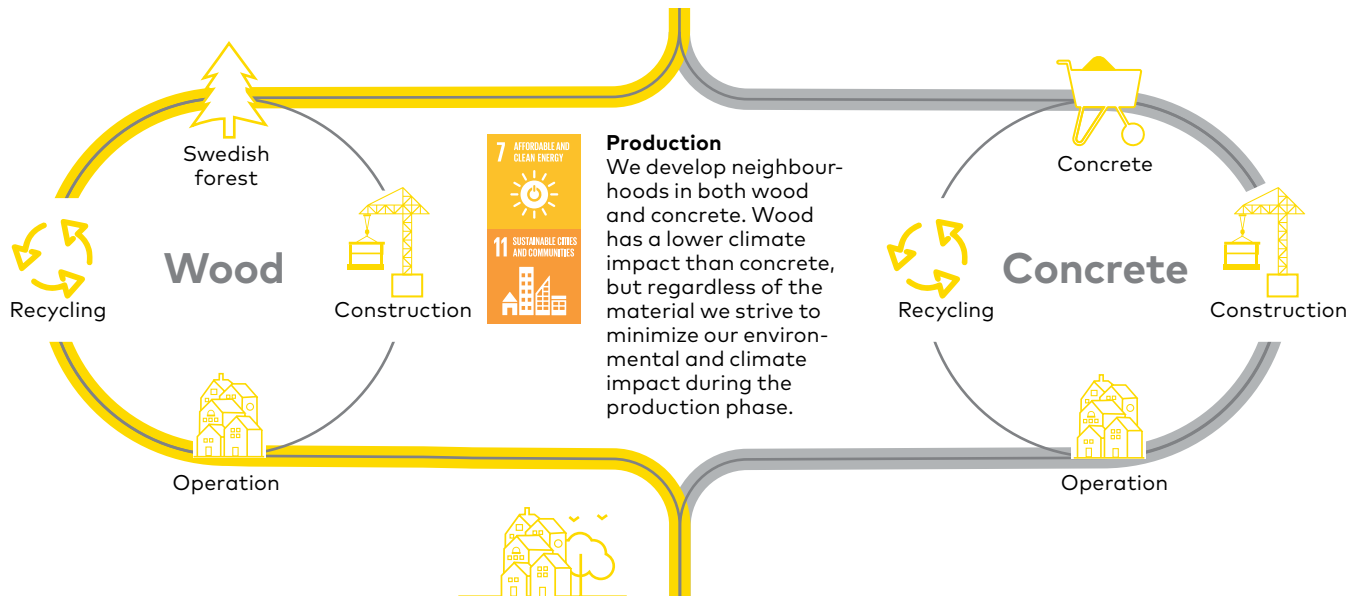 Swedish
forest
Wood
Recycling
Construction
Operation
7 AFFORDABLE AND
CLEAN ENERGY
11 SUSTAINABLE CITIES
AND COMMUNITIES
Production
We develop neighbour-
hoods in both wood
and concrete. Wood
has a lower climate
impact than concrete,
but regardless of the
material we strive to
minimize our environ-
mental and climate
impact during the
production phase.
Concrete
Concrete
Recycling
Construction
Operation